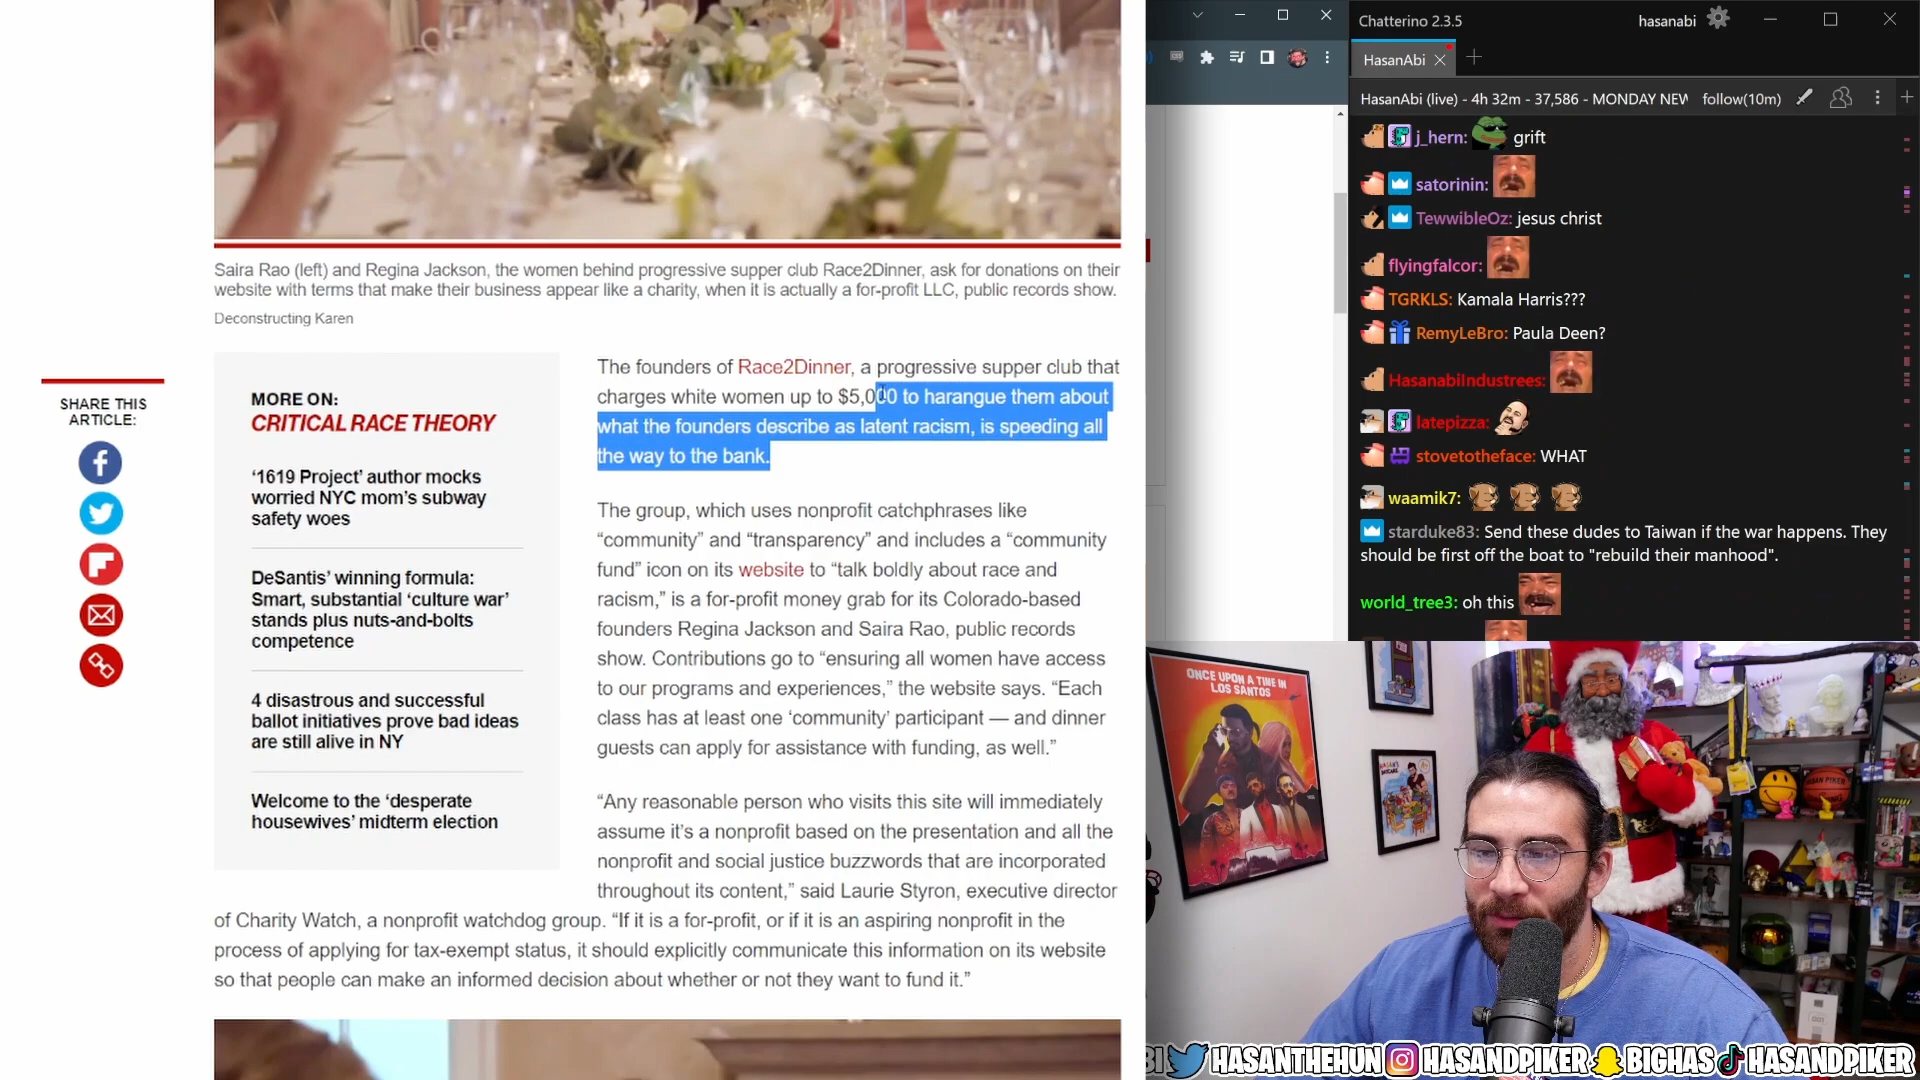 Saira Rao (left) and Regina Jackson, the women behind progressive supper club Race2Dinner, ask for donations on their
website with terms that make their business appear like a charity, when it is actually a for-profit LLC, public records show.
Deconstructing Karen
SHARE THIS
ARTICLE:
MORE ON:
CRITICAL RACE THEORY
‘1619 Project’ author mocks
worried NYC mom’s subway
safety woes
DeSantis’ winning formula:
Smart, substantial ‘culture war’
stands plus nuts-and-bolts
competence
4 disastrous and successful
ballot initiatives prove bad ideas
are still alive in NY
Welcome to the ‘desperate
housewives’ midterm election
The founders of Race2Dinner, a progressive supper club that
charges white women up to $5,000 to harangue them about
what the founders describe as latent racism, is speeding all
the way to the bank.
The group, which uses nonprofit catchphrases like
“community” and “transparency” and includes a “community
fund” icon on its website to “talk boldly about race and
racism,” is a for-profit money grab for its Colorado-based
founders Regina Jackson and Saira Rao, public records
show. Contributions go to “ensuring all women have access
to our programs and experiences,” the website says. “Each
class has at least one ‘community’ participant — and dinner
guests can apply for assistance with funding, as well.”
“Any reasonable person who visits this site will immediately
assume it’s a nonprofit based on the presentation and all the
nonprofit and social justice buzzwords that are incorporated
throughout its content,” said Laurie Styron, executive director
of Charity Watch, a nonprofit watchdog group. “If it is a for-profit, or if it is an aspiring nonprofit in the
process of applying for tax-exempt status, it should explicitly communicate this information on its website
so that people can make an informed decision about whether or not they want to fund it.”
Chatterino 2.3.5
hasanabi
HasanAbi
HasanAbi (live) - 4h 32m - 37,586 - MONDAY NEW
follow(10m)
j_hern: grift
satorinin:
TewwibleOz: jesus christ
flyingfalcor:
TGRKLS: Kamala Harris???
RemyLeBro: Paula Deen?
HasanabiIndustrees:
latepizza:
stovetotheface: WHAT
waamik7:
starduke83: Send these dudes to Taiwan if the war happens. They
should be first off the boat to "rebuild their manhood".
world_tree3: oh this
ONCE UPON A TIME IN
LOS SANTOS
HASAN PIKER
BI HASANTHEHUN HASANDPIKER BIGHAS HASANDPIKER